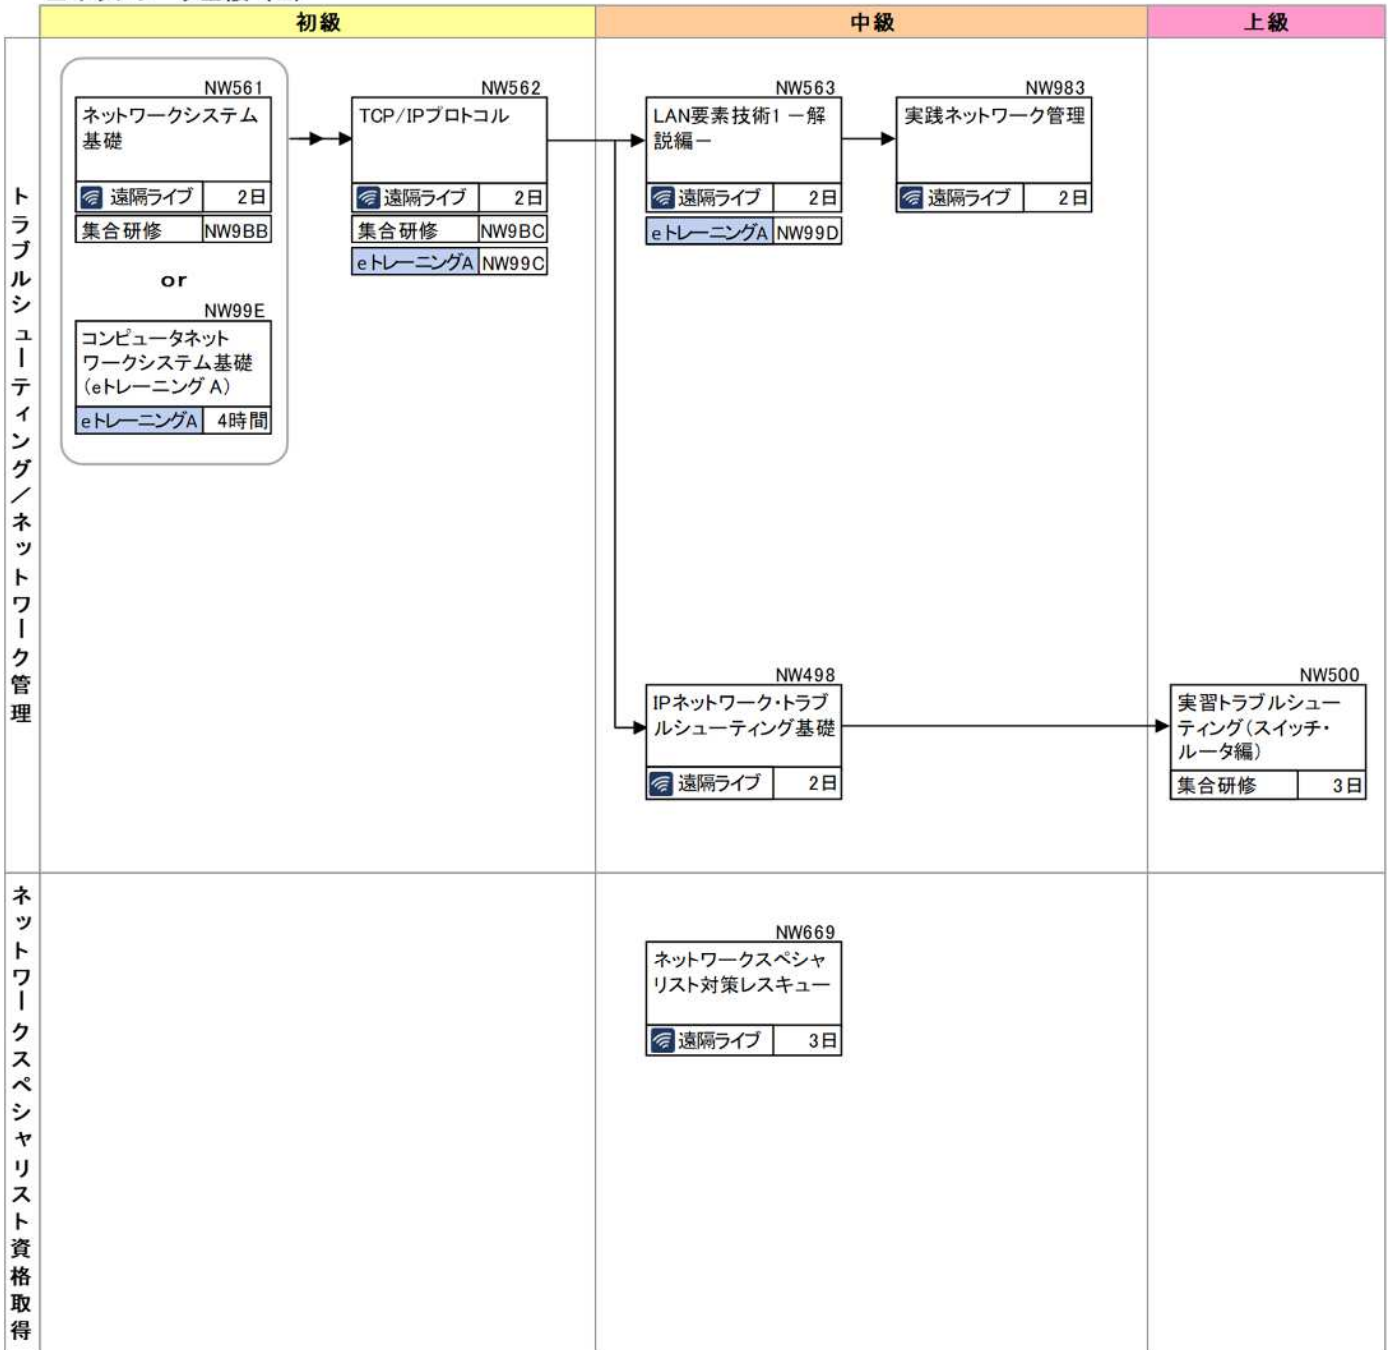 初級
中級
上級
トラブルシューティング／ネットワーク管理
NW561
ネットワークシステム
基礎
遠隔ライブ 2日
集合研修 NW9BB
or
NW99E
コンピュータネット
ワークシステム基礎
（eトレーニング A）
eトレーニングA 4時間
NW562
TCP/IPプロトコル
遠隔ライブ 2日
集合研修 NW9BC
eトレーニングA NW99C
NW563
LAN要素技術1 －解
説編－
遠隔ライブ 2日
eトレーニングA NW99D
NW983
実践ネットワーク管理
遠隔ライブ 2日
NW498
IPネットワーク・トラブ
ルシューティング基礎
遠隔ライブ 2日
NW500
実習トラブルシュー
ティング（スイッチ・
ルータ編）
集合研修 3日
ネットワークスペシャリスト資格取得
NW669
ネットワークスペシャ
リスト対策レスキュー
遠隔ライブ 3日